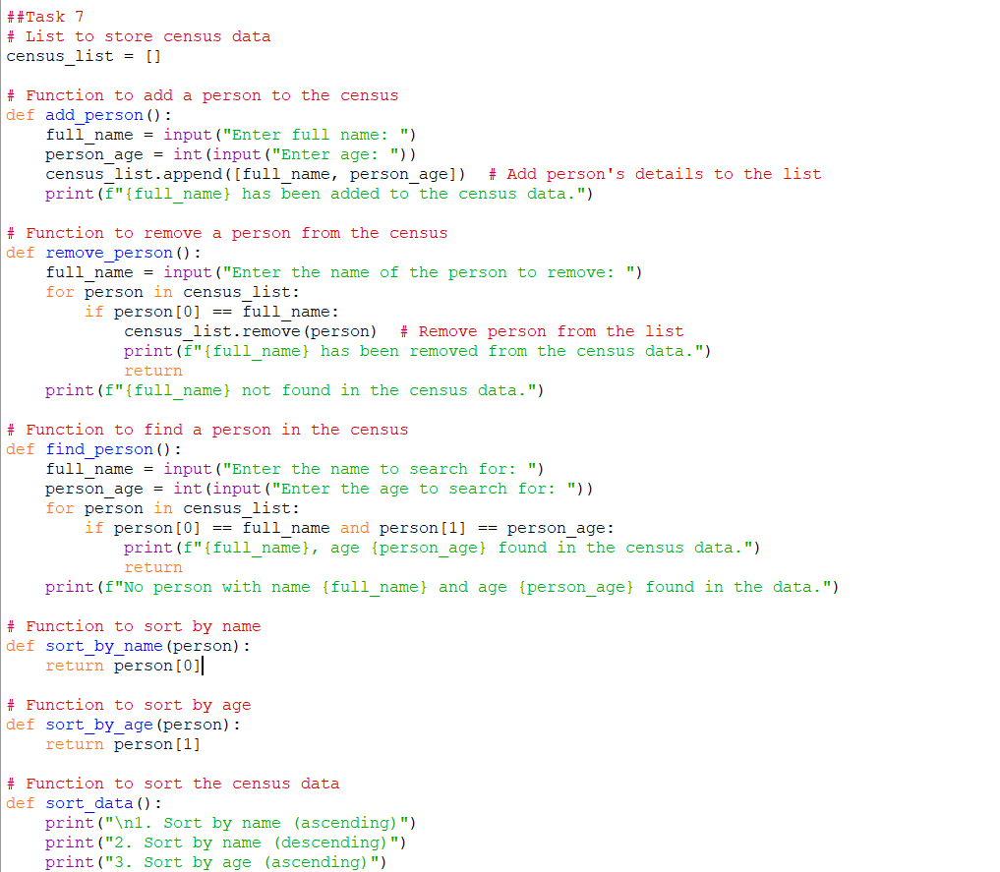 ##Task 7
# List to store census data
census_list = []

# Function to add a person to the census
def add_person():
    full_name = input("Enter full name: ")
    person_age = int(input("Enter age: "))
    census_list.append([full_name, person_age])  # Add person's details to the list
    print(f"{full_name} has been added to the census data.")

# Function to remove a person from the census
def remove_person():
    full_name = input("Enter the name of the person to remove: ")
    for person in census_list:
        if person[0] == full_name:
            census_list.remove(person)  # Remove person from the list
            print(f"{full_name} has been removed from the census data.")
            return
    print(f"{full_name} not found in the census data.")

# Function to find a person in the census
def find_person():
    full_name = input("Enter the name to search for: ")
    person_age = int(input("Enter the age to search for: "))
    for person in census_list:
        if person[0] == full_name and person[1] == person_age:
            print(f"{full_name}, age {person_age} found in the census data.")
            return
    print(f"No person with name {full_name} and age {person_age} found in the data.")

# Function to sort by name
def sort_by_name(person):
    return person[0]

# Function to sort by age
def sort_by_age(person):
    return person[1]

# Function to sort the census data
def sort_data():
    print("\n1. Sort by name (ascending)")
    print("2. Sort by name (descending)")
    print("3. Sort by age (ascending)")